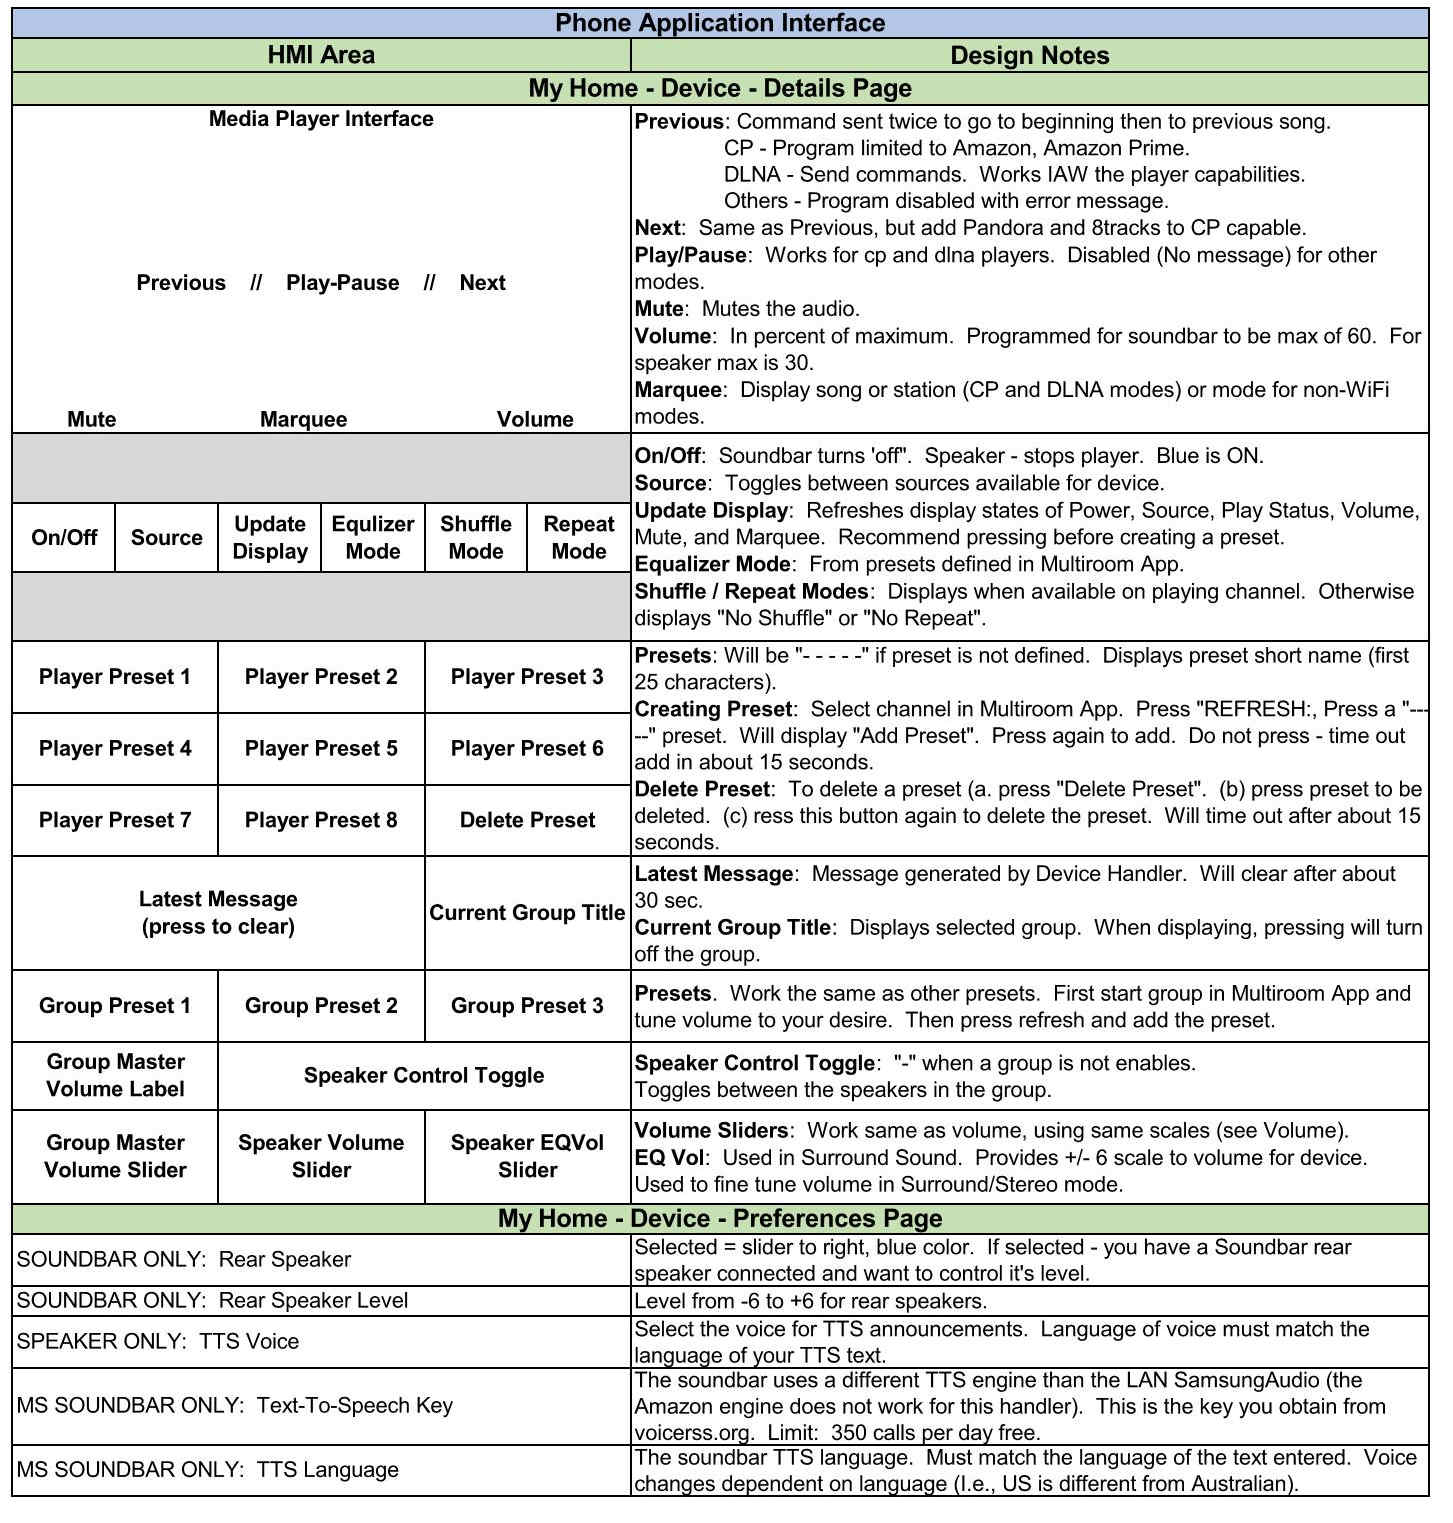 Phone Application Interface
HMI Area
Design Notes
My Home - Device - Details Page
Media Player Interface
Previous // Play-Pause // Next
Mute Marquee Volume
Previous: Command sent twice to go to beginning then to previous song.
CP - Program limited to Amazon, Amazon Prime.
DLNA - Send commands. Works IAW the player capabilities.
Others - Program disabled with error message.
Next: Same as Previous, but add Pandora and 8tracks to CP capable.
Play/Pause: Works for cp and dlna players. Disabled (No message) for other
modes.
Mute: Mutes the audio.
Volume: In percent of maximum. Programmed for soundbar to be max of 60. For
speaker max is 30.
Marquee: Display song or station (CP and DLNA modes) or mode for non-WiFi
modes.
On/Off
Source
Update
Display
Equlizer
Mode
Shuffle
Mode
Repeat
Mode
On/Off: Soundbar turns 'off". Speaker - stops player. Blue is ON.
Source: Toggles between sources available for device.
Update Display: Refreshes display states of Power, Source, Play Status, Volume,
Mute, and Marquee. Recommend pressing before creating a preset.
Equalizer Mode: From presets defined in Multiroom App.
Shuffle / Repeat Modes: Displays when available on playing channel. Otherwise
displays "No Shuffle" or "No Repeat".
Player Preset 1
Player Preset 2
Player Preset 3
Player Preset 4
Player Preset 5
Player Preset 6
Player Preset 7
Player Preset 8
Delete Preset
Presets: Will be "- - - - -" if preset is not defined. Displays preset short name (first
25 characters).
Creating Preset: Select channel in Multiroom App. Press "REFRESH:, Press a "---
--" preset. Will display "Add Preset". Press again to add. Do not press - time out
add in about 15 seconds.
Delete Preset: To delete a preset (a. press "Delete Preset". (b) press preset to be
deleted. (c) ress this button again to delete the preset. Will time out after about 15
seconds.
Latest Message
(press to clear)
Current Group Title
Latest Message: Message generated by Device Handler. Will clear after about
30 sec.
Current Group Title: Displays selected group. When displaying, pressing will turn
off the group.
Group Preset 1
Group Preset 2
Group Preset 3
Presets. Work the same as other presets. First start group in Multiroom App and
tune volume to your desire. Then press refresh and add the preset.
Group Master
Volume Label
Speaker Control Toggle
Speaker Control Toggle: "-" when a group is not enables.
Toggles between the speakers in the group.
Group Master
Volume Slider
Speaker Volume
Slider
Speaker EQVol
Slider
Volume Sliders: Work same as volume, using same scales (see Volume).
EQ Vol: Used in Surround Sound. Provides +/- 6 scale to volume for device.
Used to fine tune volume in Surround/Stereo mode.
My Home - Device - Preferences Page
SOUNDBAR ONLY: Rear Speaker
Selected = slider to right, blue color. If selected - you have a Soundbar rear
speaker connected and want to control it's level.
SOUNDBAR ONLY: Rear Speaker Level
Level from -6 to +6 for rear speakers.
SPEAKER ONLY: TTS Voice
Select the voice for TTS announcements. Language of voice must match the
language of your TTS text.
MS SOUNDBAR ONLY: Text-To-Speech Key
The soundbar uses a different TTS engine than the LAN SamsungAudio (the
Amazon engine does not work for this handler). This is the key you obtain from
voicerss.org. Limit: 350 calls per day free.
MS SOUNDBAR ONLY: TTS Language
The soundbar TTS language. Must match the language of the text entered. Voice
changes dependent on language (I.e., US is different from Australian).